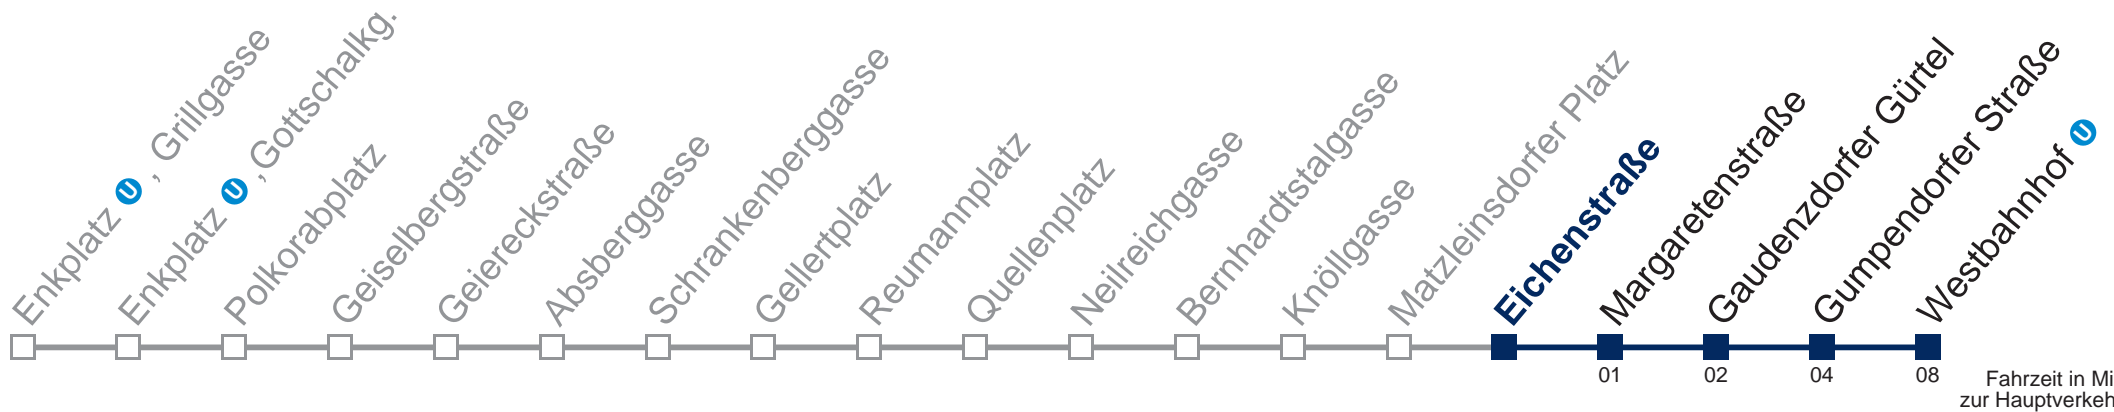 Enkplatz U , Grillgasse
Enkplatz U ,Gottschalkg.
Polkorabplatz
Geiselbergstraße
Geiereckstraße
Absberggasse
Schrankenberggasse
Gellertplatz
Reumannplatz
Quellenplatz
Neilreichgasse
Bernhardtstalgasse
Knöllgasse
Matzleinsdorfer Platz
Eichenstraße
Margaretenstraße
Gaudenzdorfer Gürtel
Gumpendorfer Straße
Westbahnhof U
01 02 04 08
Fahrzeit in Mi
zur Hauptverkeh